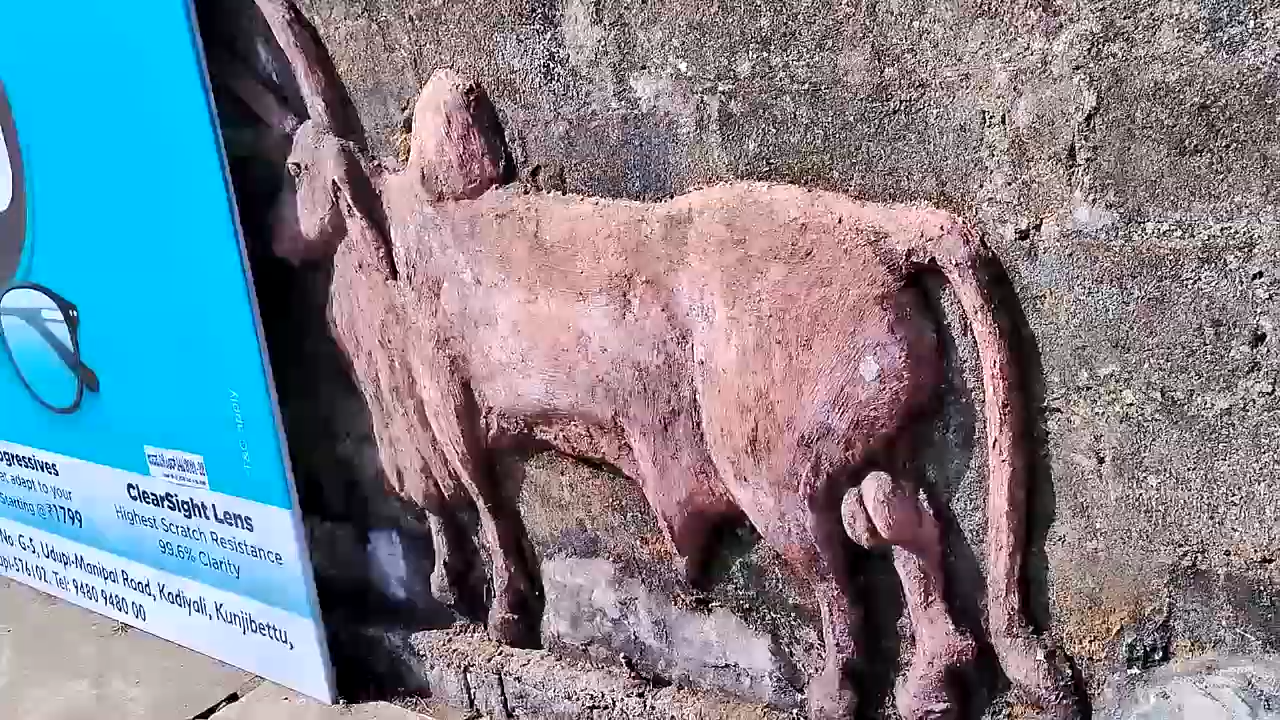 T&C apply
ogressives
adapt to your
Starting @ ₹1799
ClearSight Lens
Highest Scratch Resistance
99.6% Clarity
No. G-5, Udupi-Manipal Road, Kadiyali, Kunjibettu,
576102, Tel: 9480 9480 00